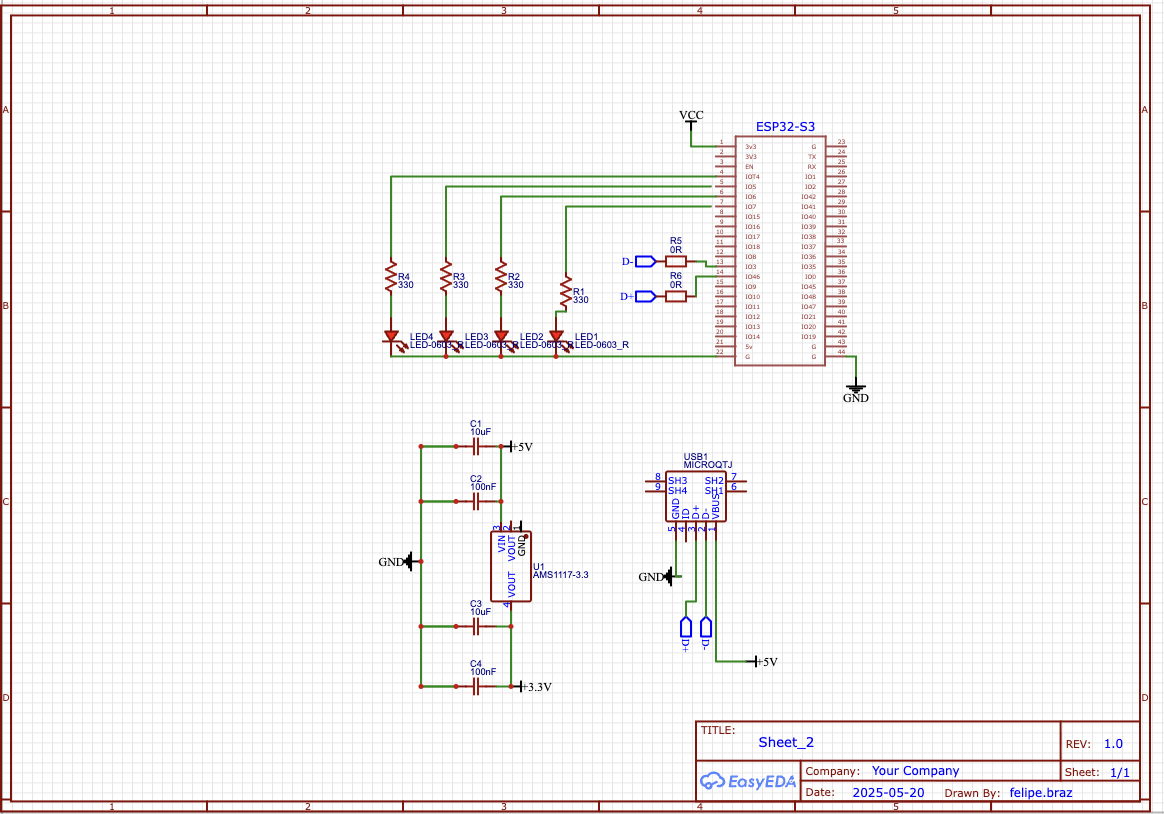 1 2 3 4 5
A A
B B
C C
D D
VCC
ESP32-S3
1 3v3 G 23
2 3V3 TX 24
3 EN RX 25
4 IOT4 IO1 26
5 IO5 IO2 27
6 IO6 IO42 28
7 IO7 IO41 29
8 IO15 IO40 30
9 IO16 IO39 31
10 IO17 IO38 32
11 IO18 IO37 33
12 IO8 IO36 34
13 IO3 IO35 35
14 IO46 IO0 36
15 IO9 IO45 37
16 IO10 IO48 38
17 IO11 IO47 39
18 IO12 IO21 40
19 IO13 IO20 41
20 IO14 IO19 42
21 5v G 43
22 G G 44
R5
0R
D-
R6
0R
D+
R4
330
R3
330
R2
330
R1
330
LED4
LED-0603_R
LED3
LED-0603_R
LED2
LED-0603_R
LED1
LED-0603_R
GND
C1
10uF
+5V
C2
100nF
3 2 1
VIN
VOUT
GND
GND
U1
AMS1117-3.3
VOUT
4
C3
10uF
C4
100nF
+3.3V
USB1
MICROQTJ
8 SH3 SH2 7
9 SH4 SH1 6
GND
ID
D+
D-
VBUS
5 4 3 2 1
GND
D+
D-
+5V
TITLE:
Sheet_2
REV: 1.0
EasyEDA
Company: Your Company
Sheet: 1/1
Date: 2025-05-20 Drawn By: felipe.braz
1 2 3 4 5